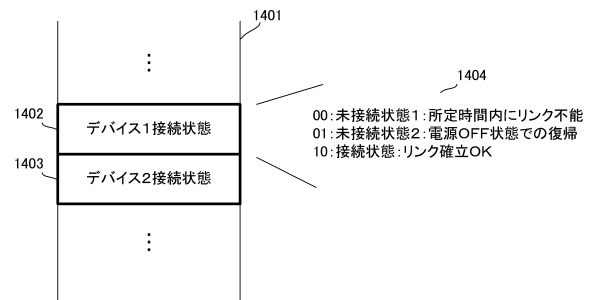 1401
1404
1402
デバイス1接続状態
00:未接続状態1:所定時間内にリンク不能
01:未接続状態2:電源OFF状態での復帰
10:接続状態:リンク確立OK
1403
デバイス2接続状態